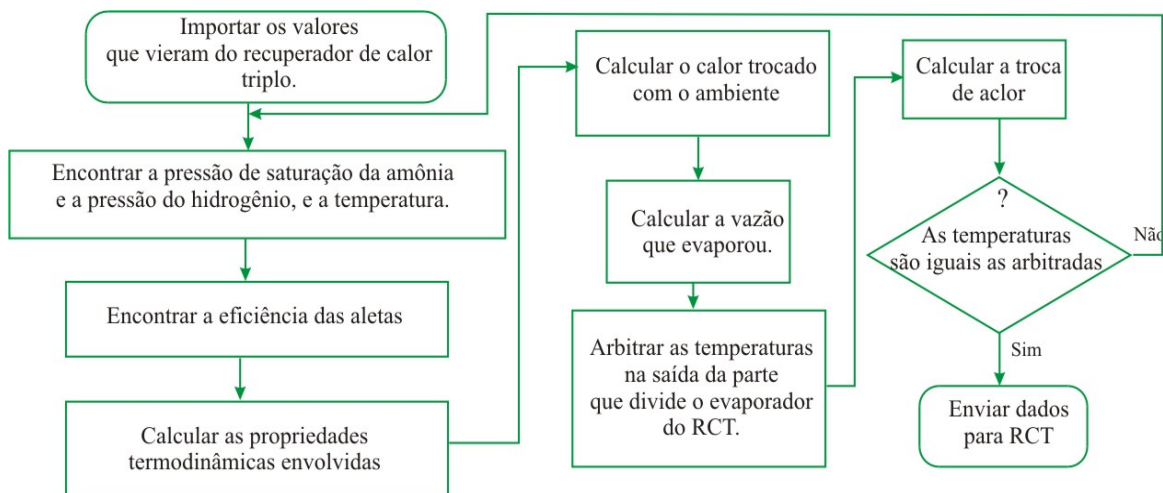 Importar os valores
que vieram do recuperador de calor
triplo.
Encontrar a pressão de saturação da amônia
e a pressão do hidrogênio, e a temperatura.
Encontrar a eficiência das aletas
Calcular as propriedades
termodinâmicas envolvidas
Calcular o calor trocado
com o ambiente
Calcular a vazão
que evaporou.
Arbitrar as temperaturas
na saída da parte
que divide o evaporador
do RCT.
Calcular a troca
de aclor
?
As temperaturas
são iguais as arbitradas
Não
Sim
Enviar dados
para RCT